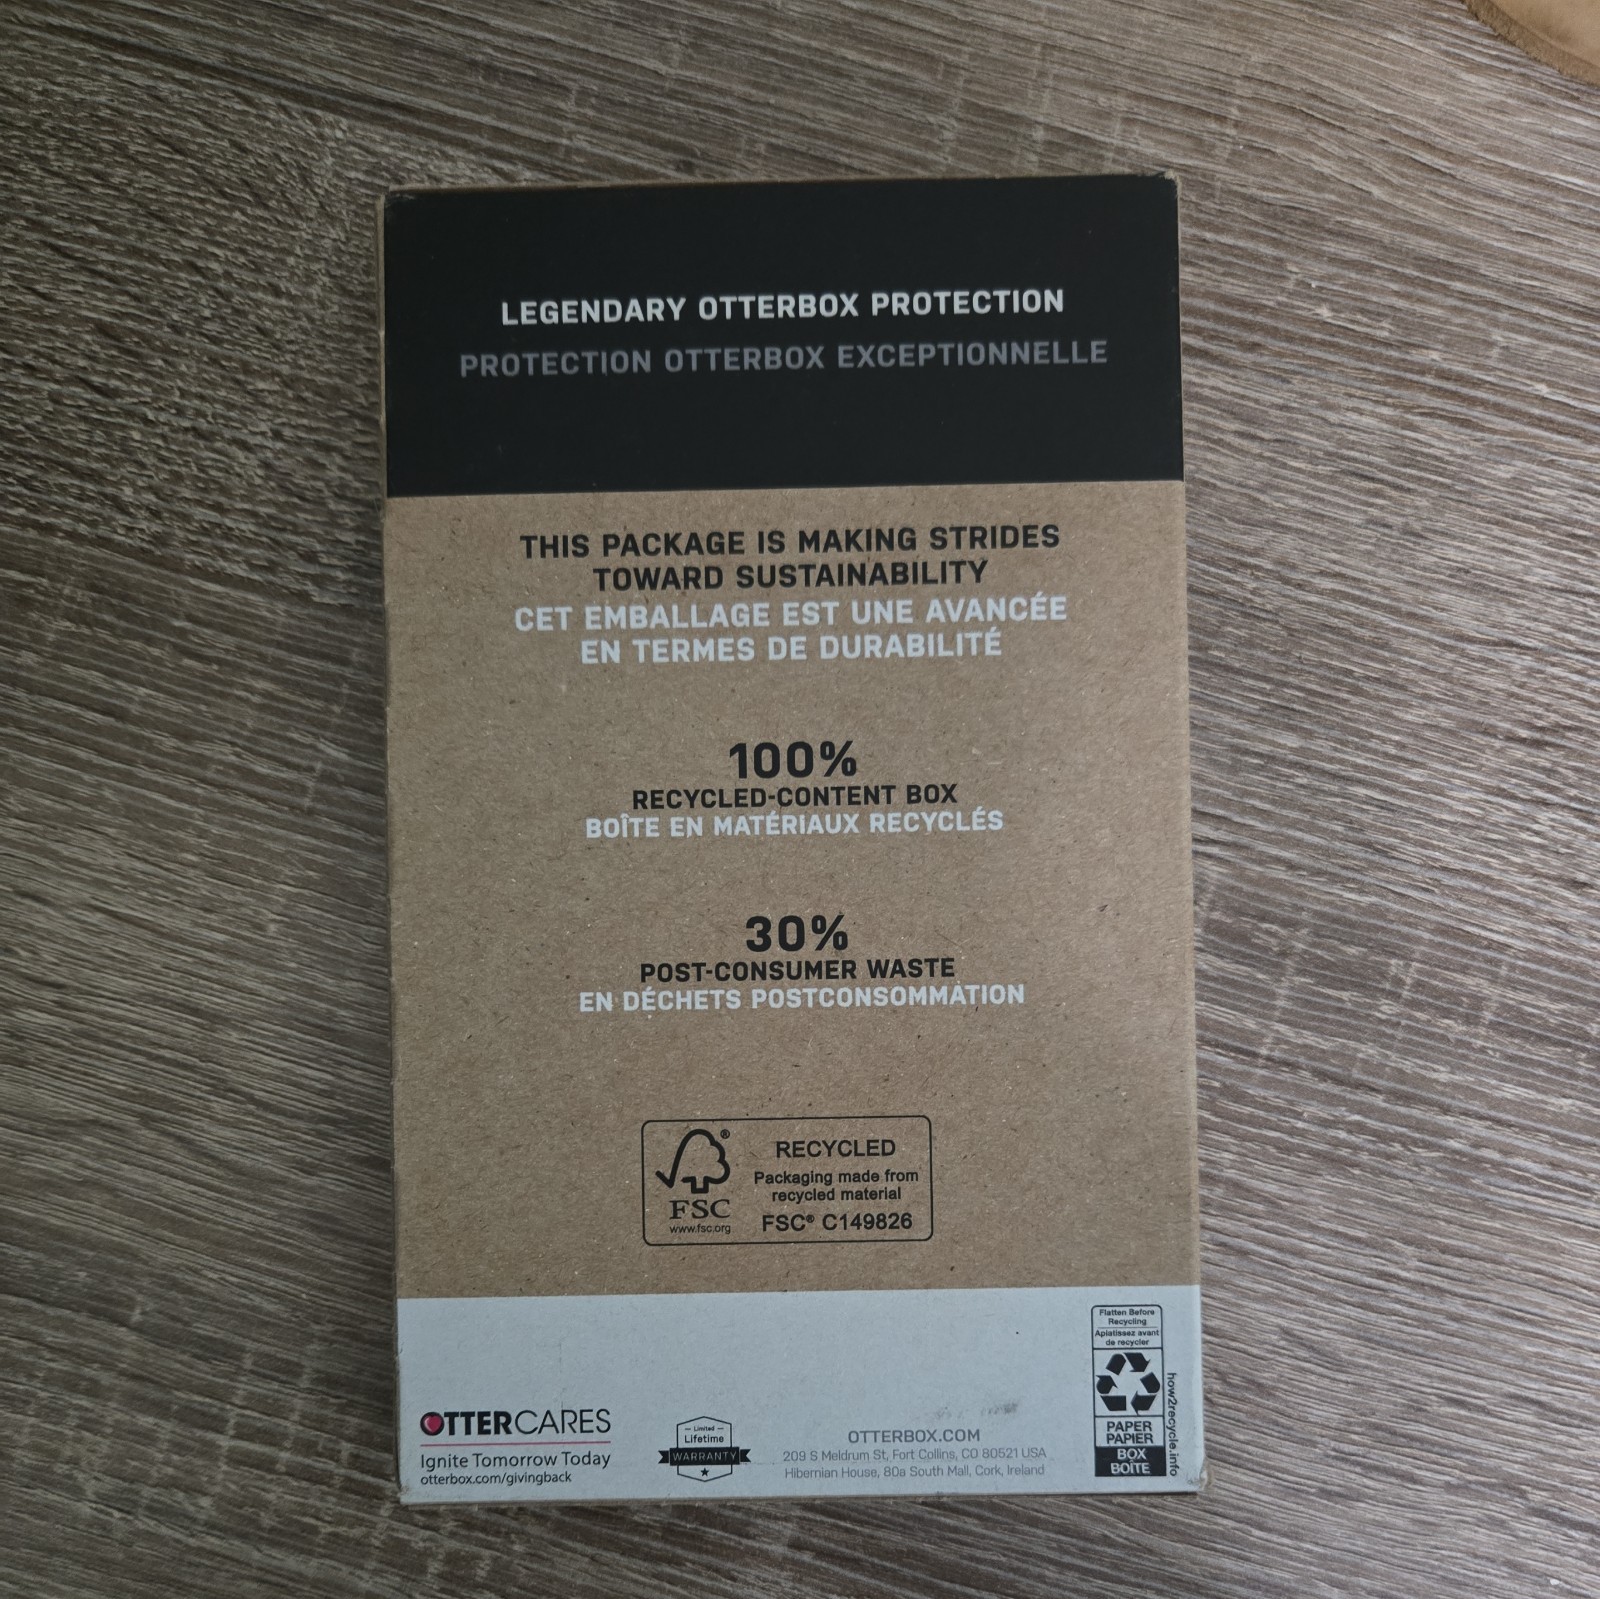 LEGENDARY OTTERBOX PROTECTION
PROTECTION OTTERBOX EXCEPTIONNELLE
THIS PACKAGE IS MAKING STRIDES
TOWARD SUSTAINABILITY
CET EMBALLAGE EST UNE AVANCÉE
EN TERMES DE DURABILITÉ
100%
RECYCLED-CONTENT BOX
BOÎTE EN MATÉRIAUX RECYCLÉS
30%
POST-CONSUMER WASTE
EN DÉCHETS POSTCONSOMMATION
®
FSC
www.fsc.org
RECYCLED
Packaging made from
recycled material
FSC® C149826
OTTERCARES
Ignite Tomorrow Today
otterbox.com/givingback
Limited
Lifetime
WARRANTY
OTTERBOX.COM
209 S Meldrum St, Fort Collins, CO 80521 USA
Hibernian House, 80a South Mall, Cork, Ireland
Flatten Before
Recycling
Aplatissez avant
de recycler
PAPER
PAPIER
BOX
BOÎTE
how2recycle.info